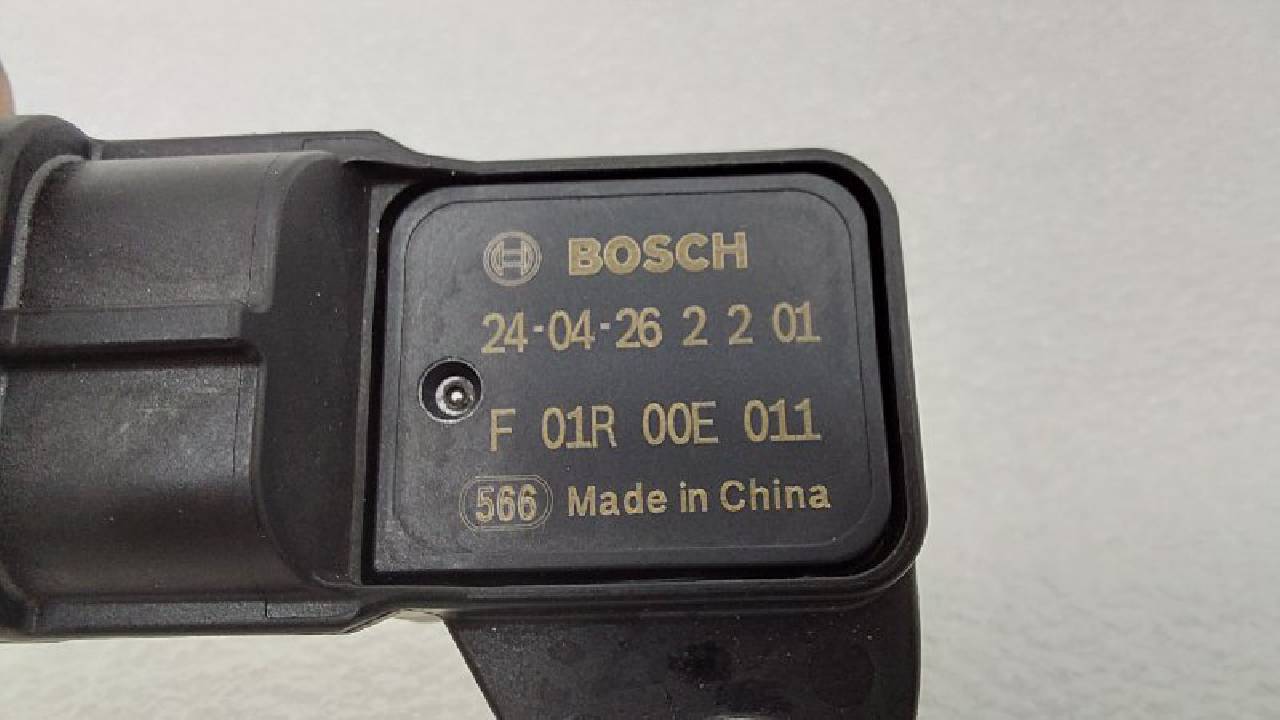 BOSCH
24-04-26 2 2 01
F 01R 00E 011
566 Made in China